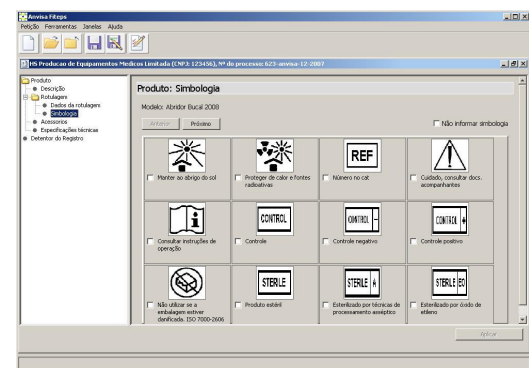 Anvisa Fiteps
Petição Ferramentas Janelas Ajuda
HS Producao de Equipamentos Medicos Limitada (CNPJ: 123456), Nº do processo: 623-anvisa-12-2007
Produto
Descrição
Rotulagem
Dados da rotulagem
Simbologia
Acessorios
Especificações técnicas
Detentor do Registro
Produto: Simbologia
Modelo: Abridor Bucal 2000
Anterior Próximo
Não informar simbologia
REF
Manter ao abrigo do sol
Proteger de calor e fontes
radioativas
Número no cat
Cuidado, consultar docs.
acompanhantes
i
CONTROL
CONTROL -
CONTROL +
Consultar instruções de
operação
Controle
Controle negativo
Controle positivo
STERILE
STERILE A
STERILE EO
Não utilizar se a
embalagem estiver
danificada. ISO 7000-2606
Produto estéril
Esterilizado por técnicas de
processamento asséptico
Esterilizado por óxido de
etileno
Aplicar